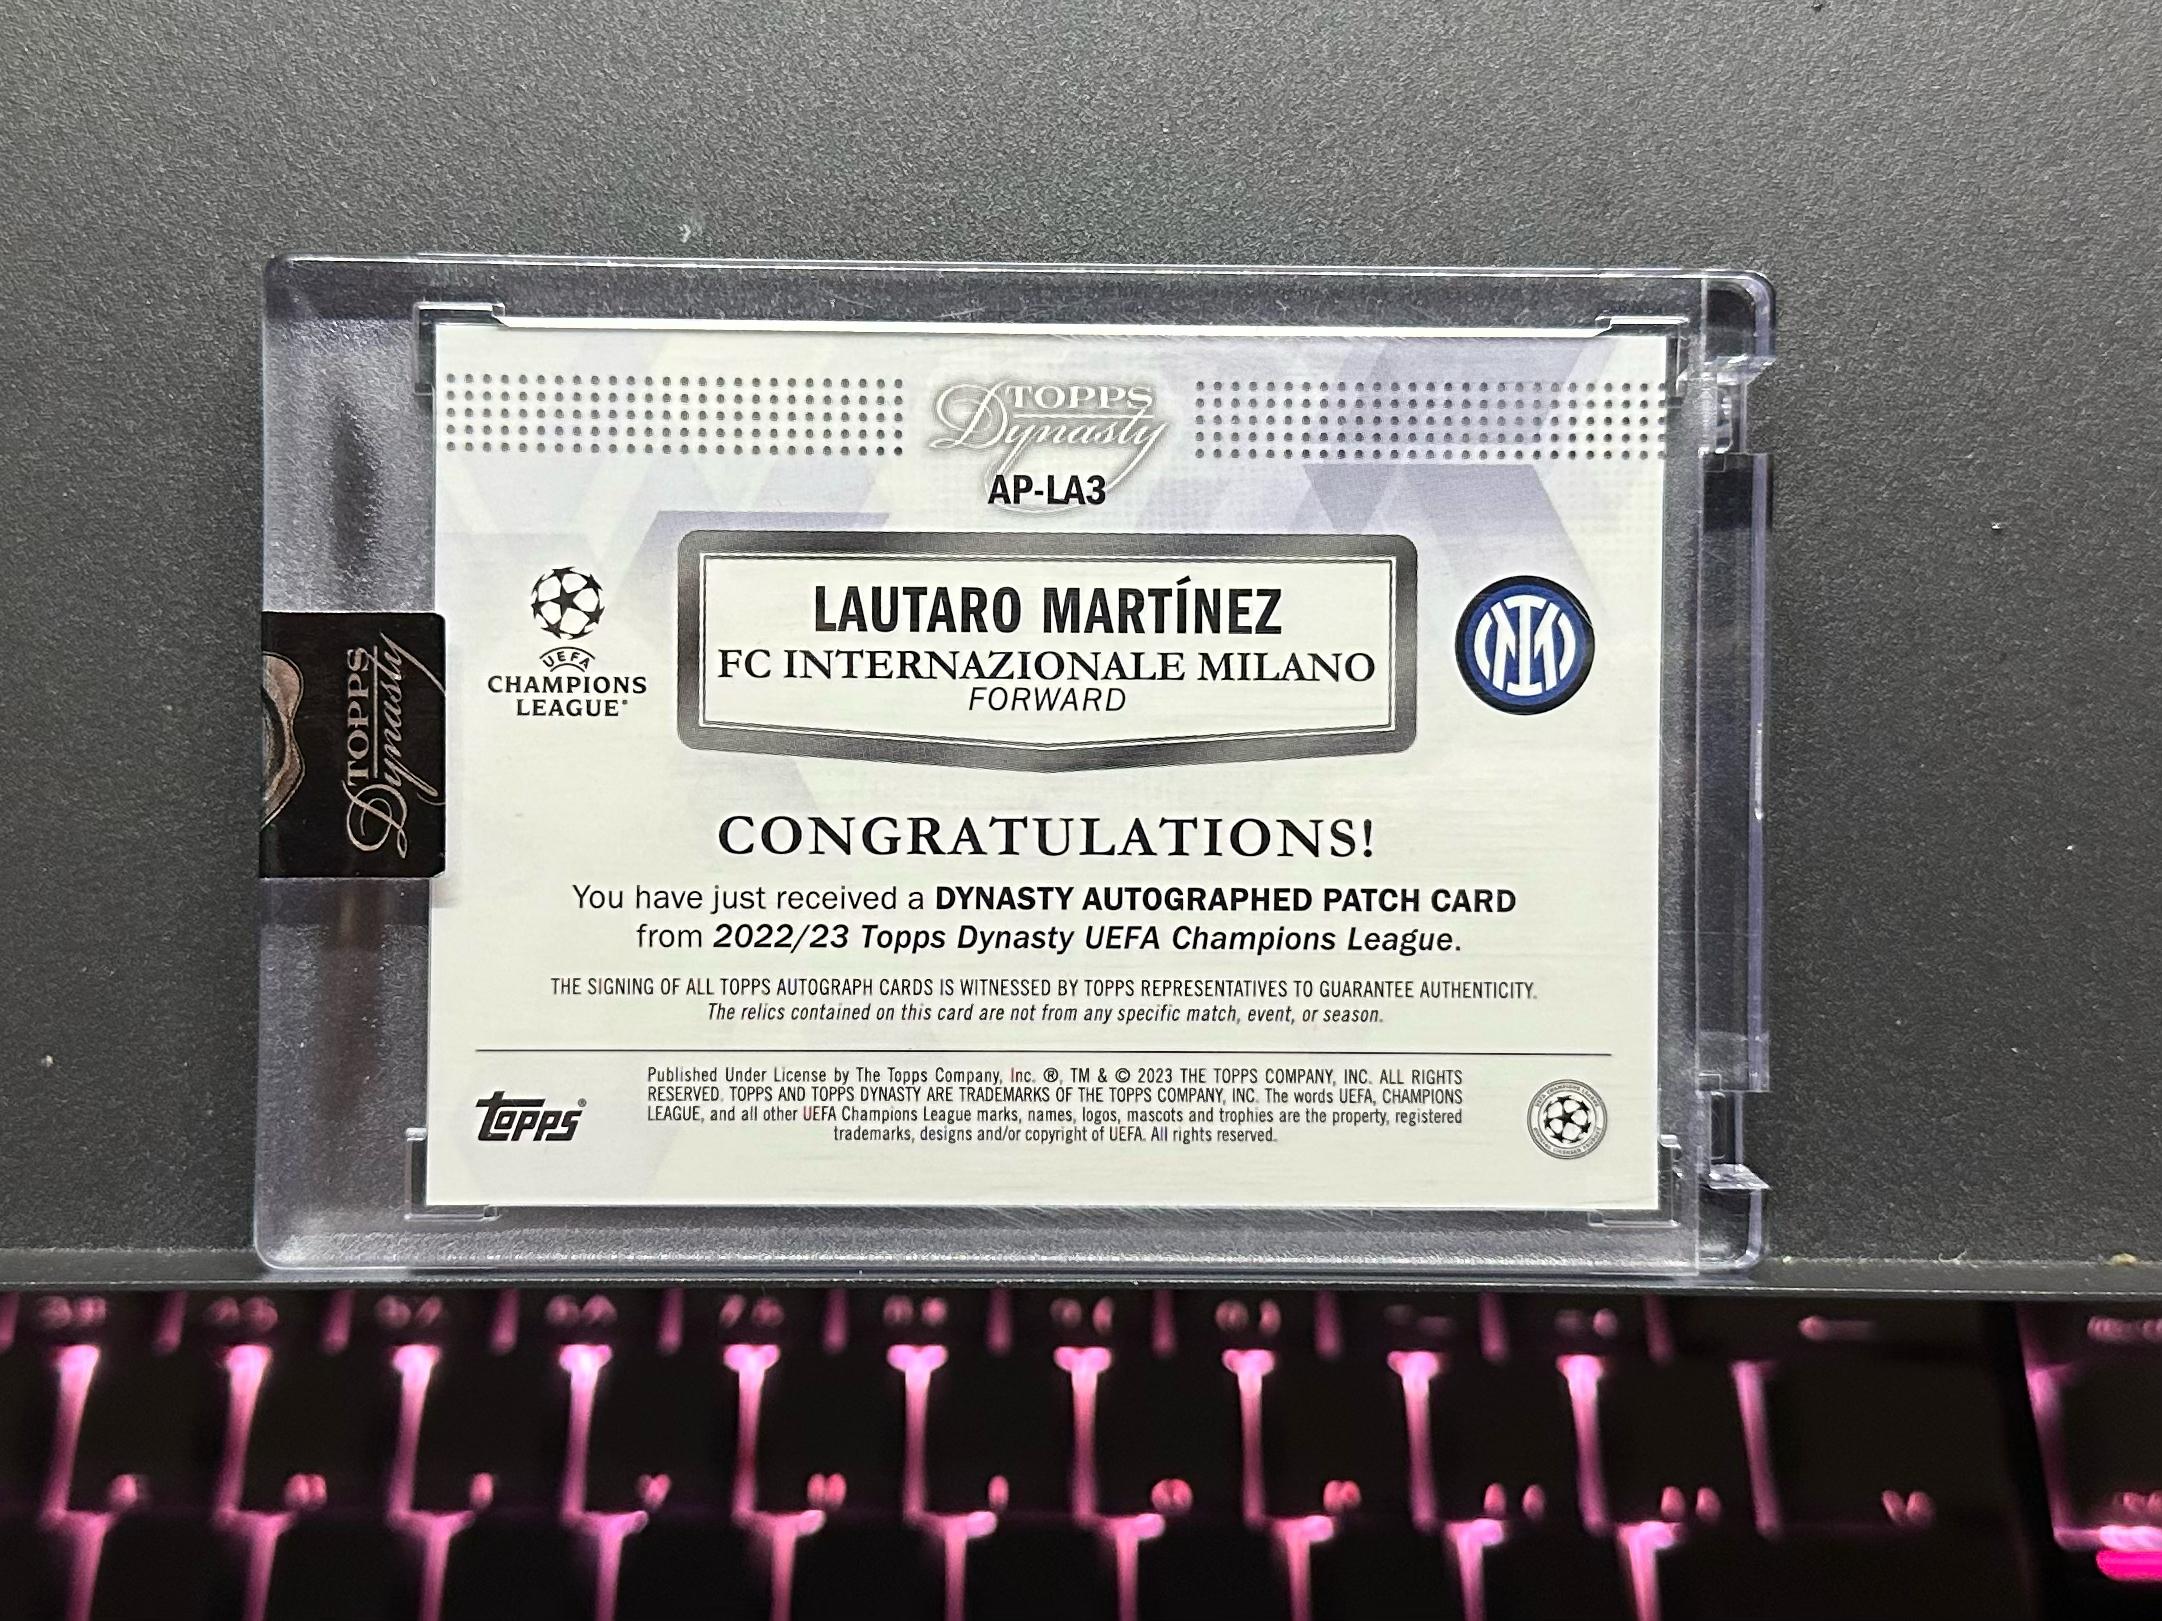 TOPPS
Dynasty
AP-LA3
LAUTARO MARTÍNEZ
FC INTERNAZIONALE MILANO
FORWARD
UEFA
CHAMPIONS
LEAGUE
IM
TOPPS
Dynasty
CONGRATULATIONS!
You have just received a DYNASTY AUTOGRAPHED PATCH CARD
from 2022/23 Topps Dynasty UEFA Champions League.
THE SIGNING OF ALL TOPPS AUTOGRAPH CARDS IS WITNESSED BY TOPPS REPRESENTATIVES TO GUARANTEE AUTHENTICITY.
The relics contained on this card are not from any specific match, event, or season.
topps®
Published Under License by The Topps Company, Inc. ®, TM & © 2023 THE TOPPS COMPANY, INC. ALL RIGHTS
RESERVED. TOPPS AND TOPPS DYNASTY ARE TRADEMARKS OF THE TOPPS COMPANY, INC. The words UEFA, CHAMPIONS
LEAGUE, and all other UEFA Champions League marks, names, logos, mascots and trophies are the property, registered
trademarks, designs and/or copyright of UEFA. All rights reserved.